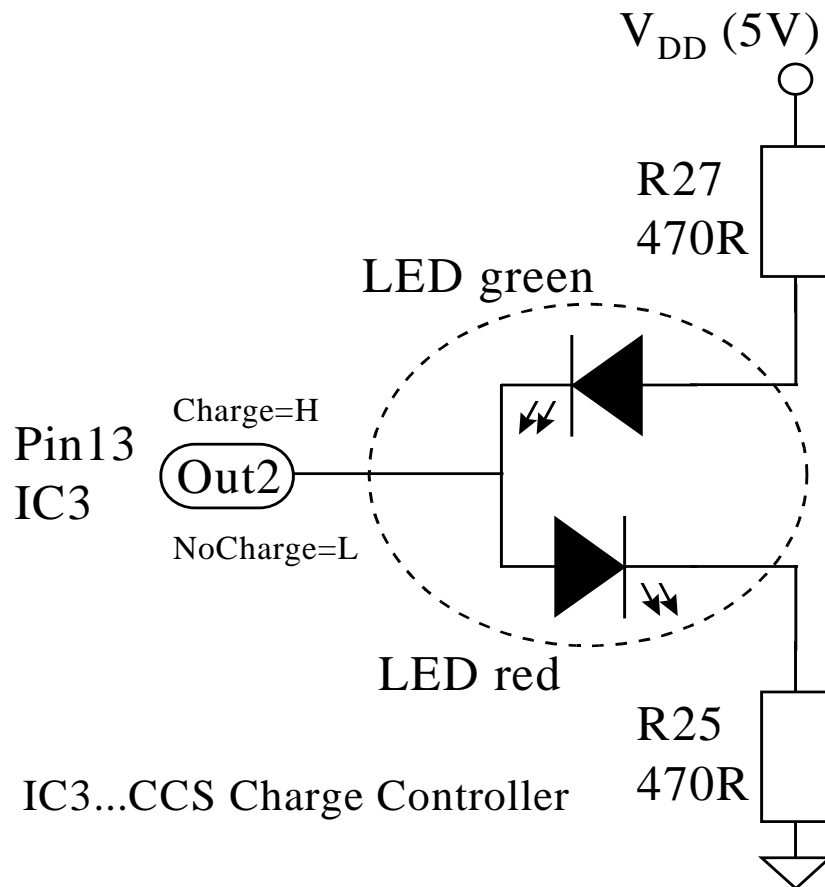 V_DD (5V)
R27
470R
LED green
Charge=H
Pin13
IC3
Out2
NoCharge=L
LED red
R25
470R
IC3...CCS Charge Controller